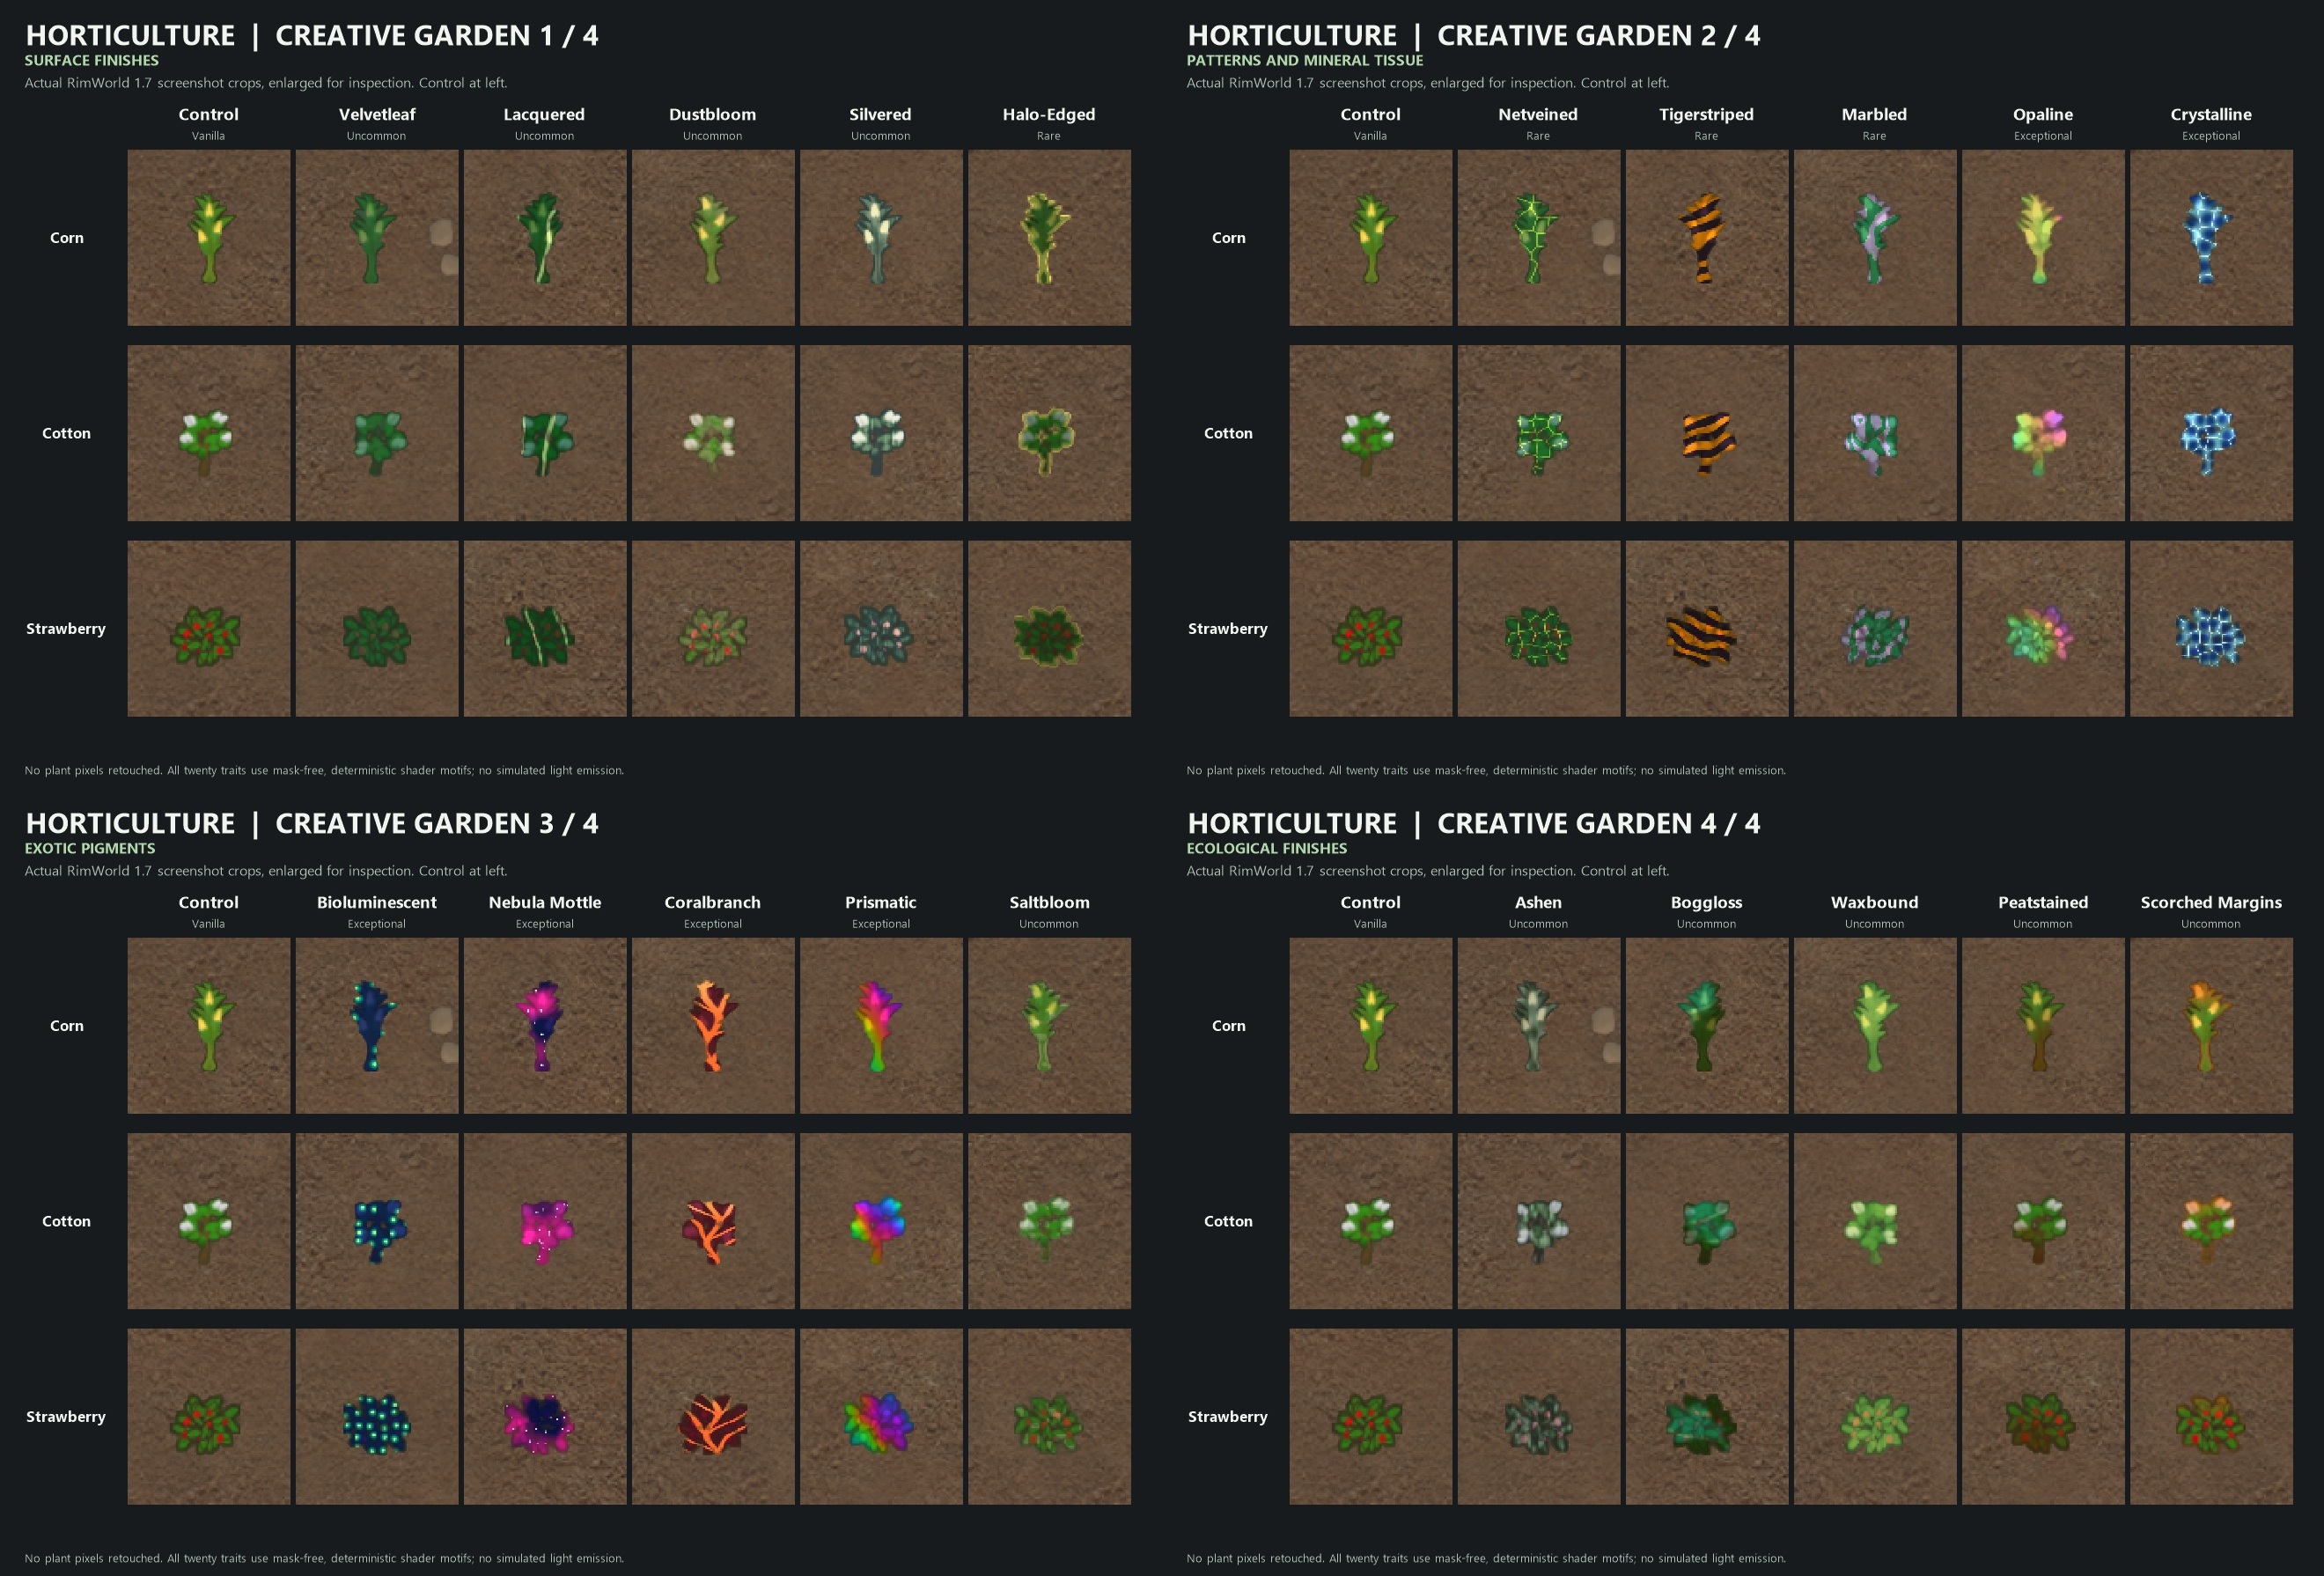 HORTICULTURE | CREATIVE GARDEN 1 / 4
SURFACE FINISHES
Actual RimWorld 1.7 screenshot crops, enlarged for inspection. Control at left.
Control Velvetleaf Lacquered Dustbloom Silvered Halo-Edged
Vanilla Uncommon Uncommon Uncommon Uncommon Rare
Corn
Cotton
Strawberry
No plant pixels retouched. All twenty traits use mask-free, deterministic shader motifs; no simulated light emission.
HORTICULTURE | CREATIVE GARDEN 2 / 4
PATTERNS AND MINERAL TISSUE
Actual RimWorld 1.7 screenshot crops, enlarged for inspection. Control at left.
Control Netveined Tigerstriped Marbled Opaline Crystalline
Vanilla Rare Rare Rare Exceptional Exceptional
Corn
Cotton
Strawberry
No plant pixels retouched. All twenty traits use mask-free, deterministic shader motifs; no simulated light emission.
HORTICULTURE | CREATIVE GARDEN 3 / 4
EXOTIC PIGMENTS
Actual RimWorld 1.7 screenshot crops, enlarged for inspection. Control at left.
Control Bioluminescent Nebula Mottle Coralbranch Prismatic Saltbloom
Vanilla Exceptional Exceptional Exceptional Exceptional Uncommon
Corn
Cotton
Strawberry
No plant pixels retouched. All twenty traits use mask-free, deterministic shader motifs; no simulated light emission.
HORTICULTURE | CREATIVE GARDEN 4 / 4
ECOLOGICAL FINISHES
Actual RimWorld 1.7 screenshot crops, enlarged for inspection. Control at left.
Control Ashen Boggloss Waxbound Peatstained Scorched Margins
Vanilla Uncommon Uncommon Uncommon Uncommon Uncommon
Corn
Cotton
Strawberry
No plant pixels retouched. All twenty traits use mask-free, deterministic shader motifs; no simulated light emission.